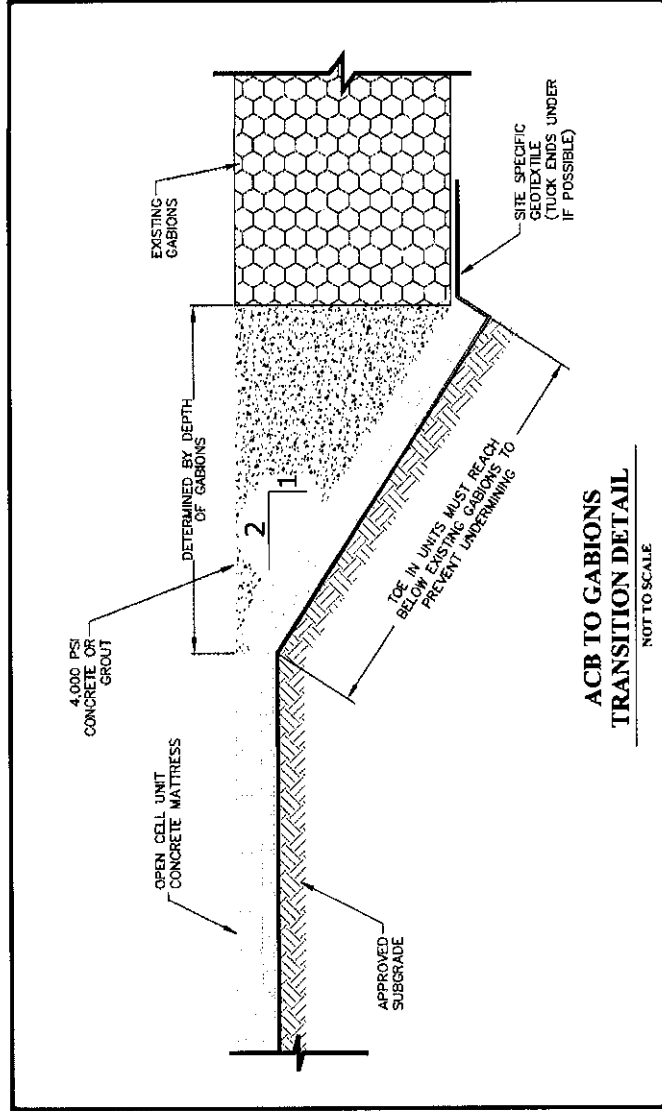 4,000 PSI
CONCRETE OR
GROUT
OPEN CELL UNIT
CONCRETE MATTRESS
DETERMINED BY DEPTH
OF GABIONS
EXISTING
GABIONS
2
1
APPROVED
SUBGRADE
TOE IN UNITS MUST REACH
BELOW EXISTING GABIONS TO
PREVENT UNDERMINING
SITE SPECIFIC
GEOTEXTILE
(TUCK ENDS UNDER
IF POSSIBLE)
ACB TO GABIONS
TRANSITION DETAIL
NOT TO SCALE